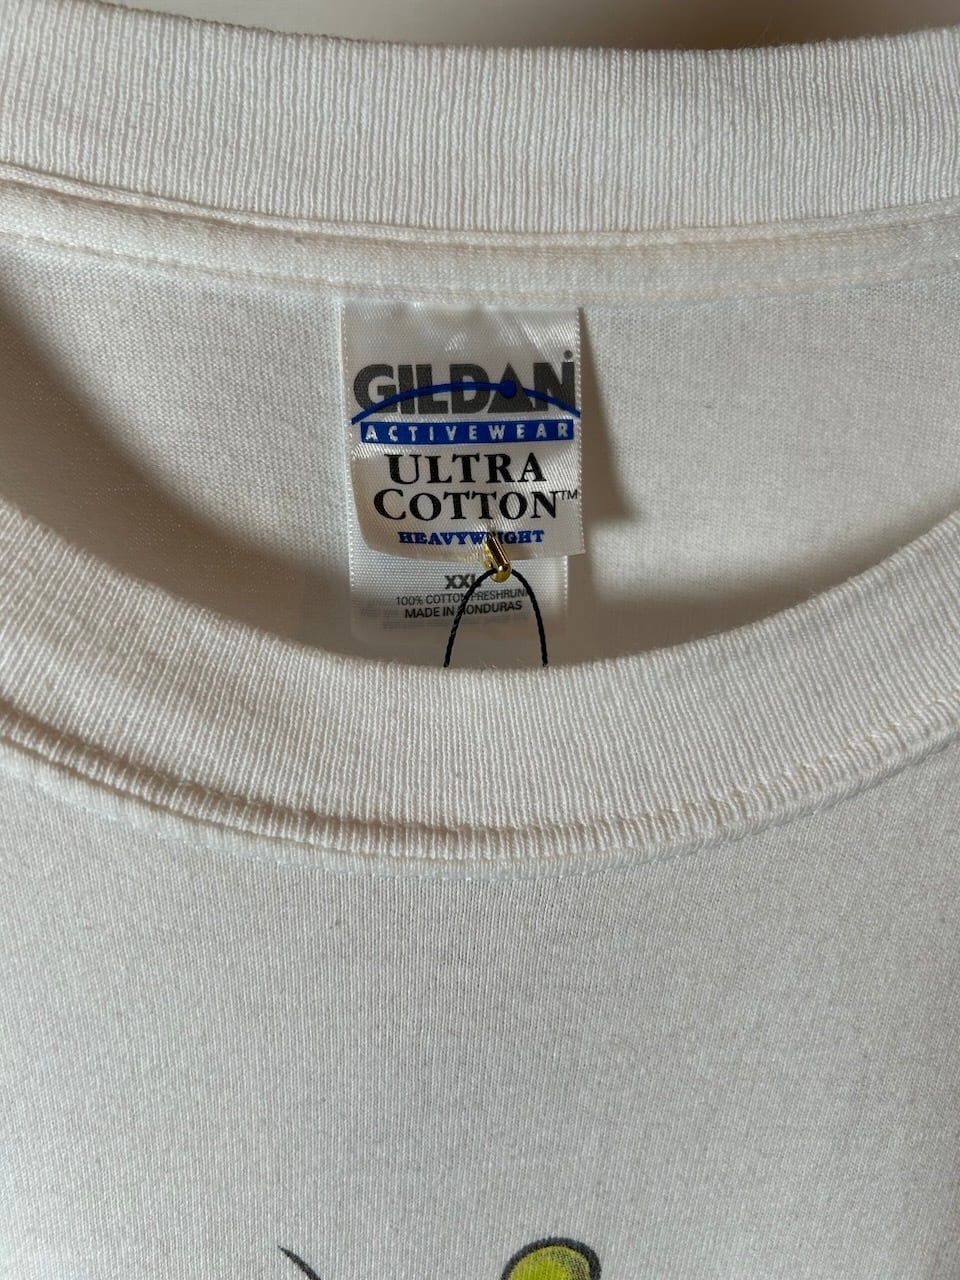 GILDAN®
ACTIVEWEAR
ULTRA
COTTON™
HEAVYWEIGHT
XXL
100% COTTON PRESHRUNK
MADE IN HONDURAS